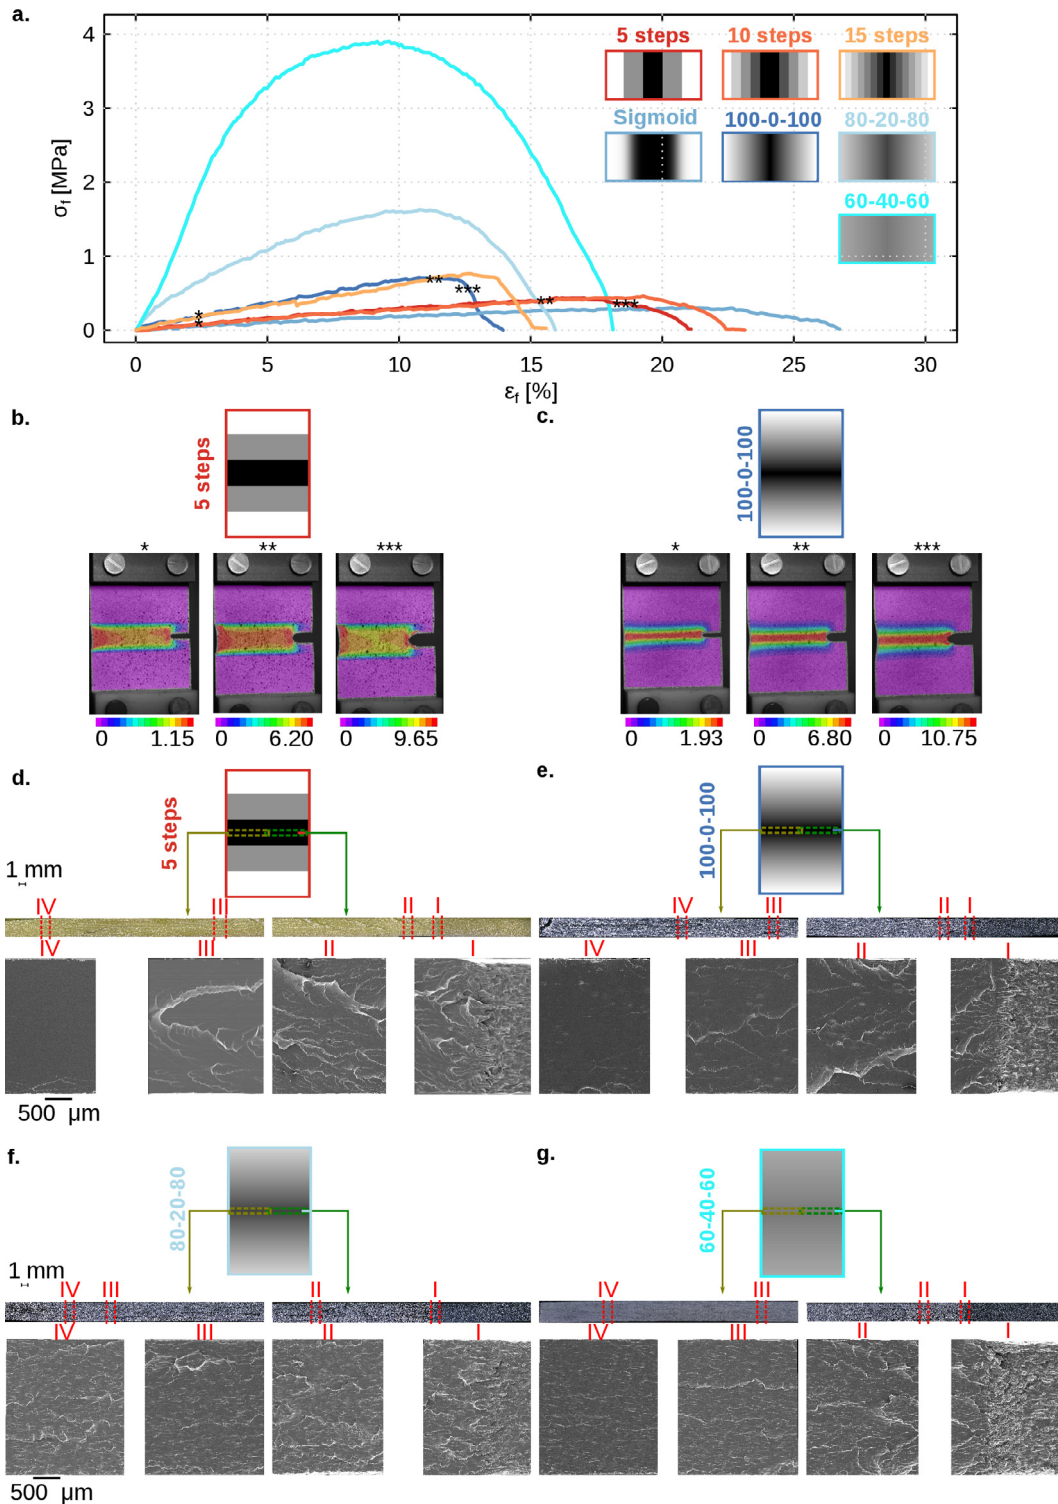 a.
4
3
2
1
0
σf [MPa]
0 5 10 15 20 25 30
εf [%]
5 steps 10 steps 15 steps
Sigmoid 100-0-100 80-20-80
60-40-60
** *** ** ***
*
*
b.
5 steps
* ** ***
0 1.15 0 6.20 0 9.65
c.
100-0-100
* ** ***
0 1.93 0 6.80 0 10.75
d.
5 steps
1 mm
IV III II I
IV III II I
500 µm
e.
100-0-100
IV III II I
IV III II I
f.
80-20-80
1 mm
IV III II I
IV III II I
500 µm
g.
60-40-60
IV III II I
IV III II I